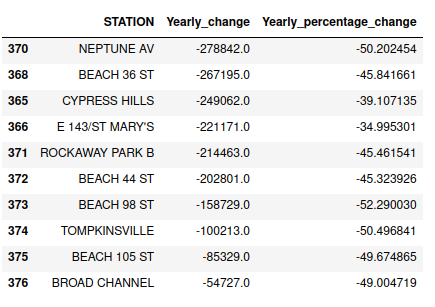 STATION Yearly_change Yearly_percentage_change
370 NEPTUNE AV -278842.0 -50.202454
368 BEACH 36 ST -267195.0 -45.841661
365 CYPRESS HILLS -249062.0 -39.107135
366 E 143/ST MARY'S -221171.0 -34.995301
371 ROCKAWAY PARK B -214463.0 -45.461541
372 BEACH 44 ST -202801.0 -45.323926
373 BEACH 98 ST -158729.0 -52.290030
374 TOMPKINSVILLE -100213.0 -50.496841
375 BEACH 105 ST -85329.0 -49.674865
376 BROAD CHANNEL -54727.0 -49.004719